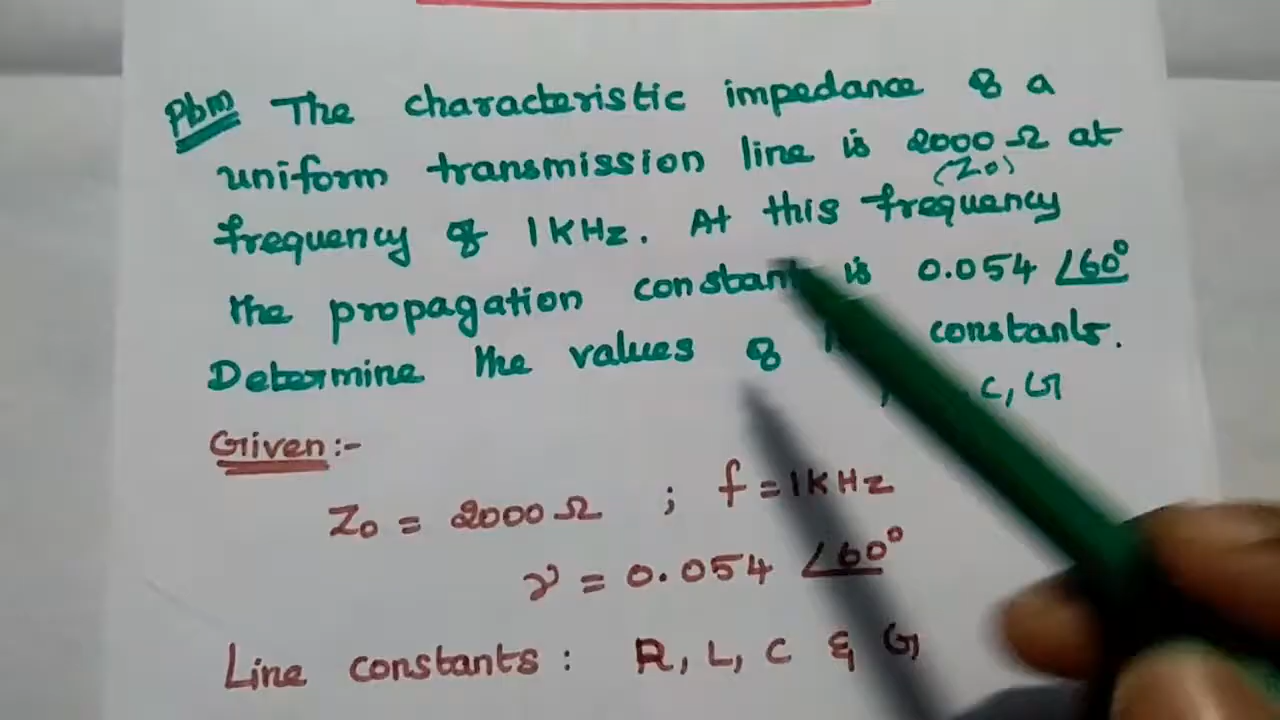 Pbm The characteristic impedance of a
uniform transmission line is 2000 Ω at
(Z0)
frequency of 1KHz. At this frequency
the propagation constant is 0.054 ∠60°
Determine the values of constants.
C, G
Given:-
Z0 = 2000 Ω ; f = 1KHz
γ = 0.054 ∠60°
Line constants : R, L, C & G